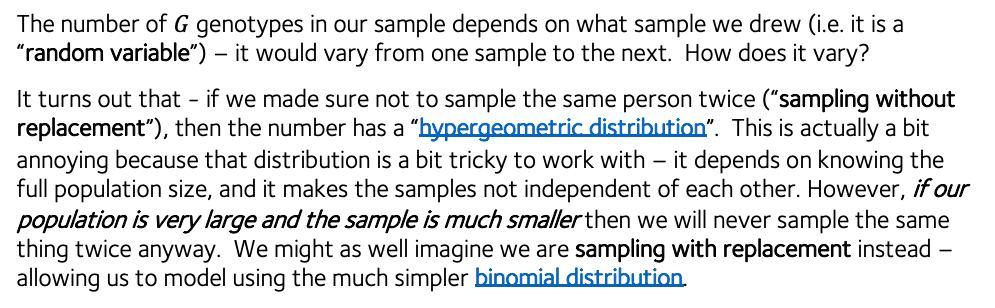 The number of G genotypes in our sample depends on what sample we drew (i.e. it is a
“random variable”) – it would vary from one sample to the next.  How does it vary?
It turns out that - if we made sure not to sample the same person twice (“sampling without
replacement”), then the number has a “hypergeometric distribution”.  This is actually a bit
annoying because that distribution is a bit tricky to work with – it depends on knowing the
full population size, and it makes the samples not independent of each other. However, if our
population is very large and the sample is much smaller then we will never sample the same
thing twice anyway.  We might as well imagine we are sampling with replacement instead –
allowing us to model using the much simpler binomial distribution.